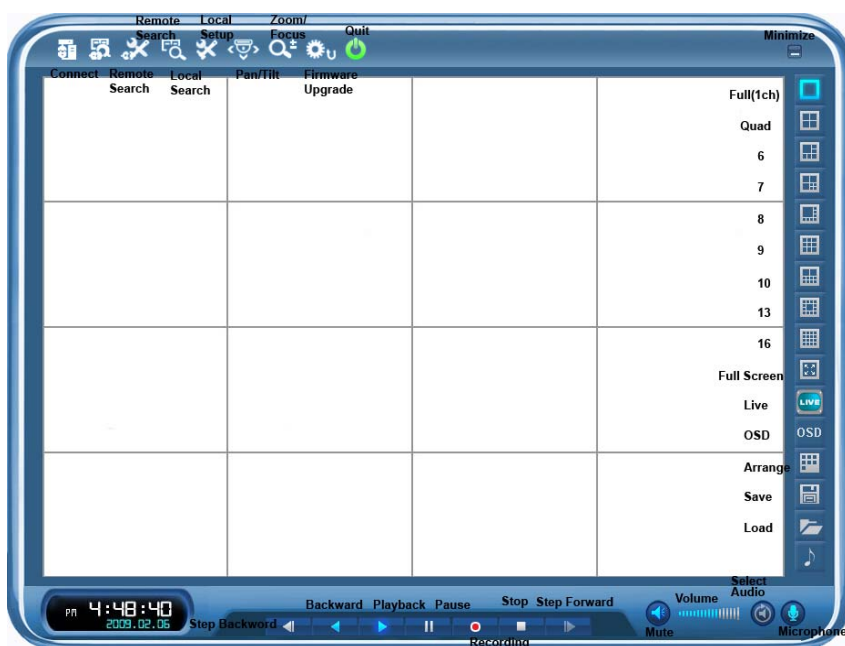 Remote Search
Local Setup
Zoom/ Focus
Quit
Minimize
Connect
Remote Search
Local Search
Pan/Tilt
Firmware Upgrade
U
Full(1ch)
Quad
6
7
8
9
10
13
16
Full Screen
Live
LIVE
OSD
OSD
Arrange
Save
Load
PM 4:48:40
2009.02.06
Step Backword
Backward
Playback
Pause
Recording
Stop
Step Forward
Mute
Volume
Select Audio
Microphone